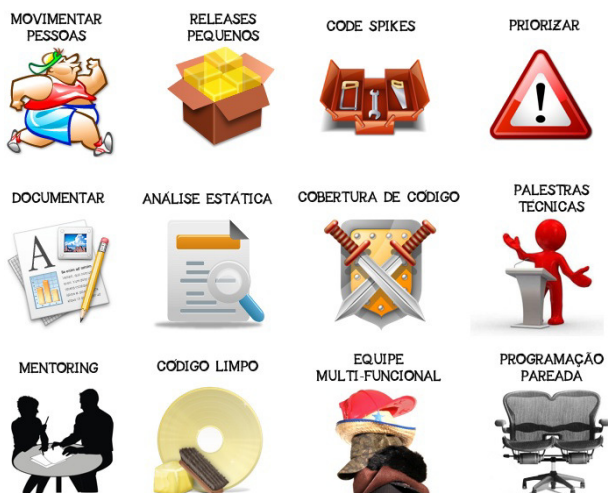 MOVIMENTAR
PESSOAS
RELEASES
PEQUENOS
CODE SPIKES
PRIORIZAR
DOCUMENTAR
ANÁLISE ESTÁTICA
COBERTURA DE CÓDIGO
PALESTRAS
TÉCNICAS
A
MENTORING
CÓDIGO LIMPO
EQUIPE
MULTI-FUNCIONAL
PROGRAMAÇÃO
PAREADA